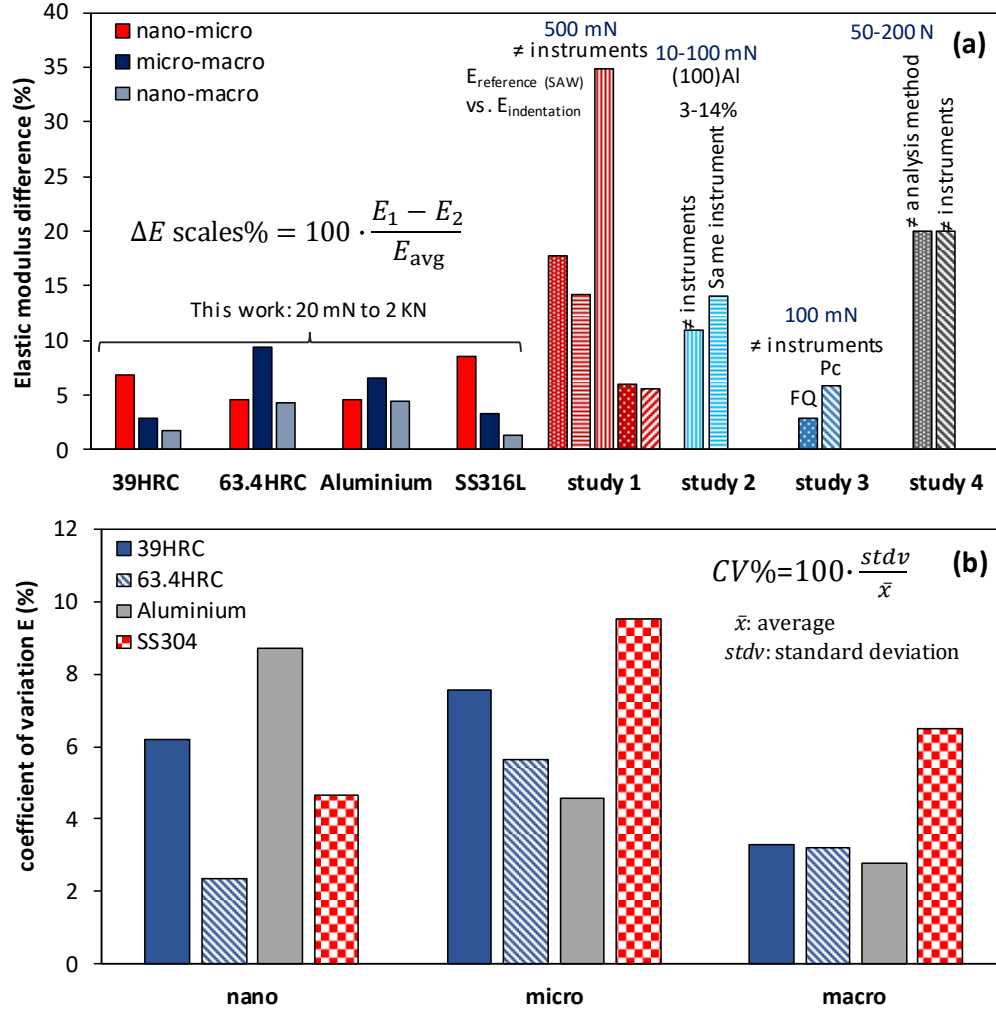 40
35
30
25
20
15
10
5
0
Elastic modulus difference (%)
nano-micro
micro-macro
nano-macro
(a)
500 mN
≠ instruments
E_reference (SAW)
vs. E_indentation
10-100 mN
(100)Al
3-14%
50-200 N
≠ analysis method
≠ instruments
≠ instruments
Same instrument
ΔE scales% = 100 · (E₁ − E₂)/E_avg
This work: 20 mN to 2 KN
100 mN
≠ instruments
Pc
FQ
39HRC
63.4HRC
Aluminium
SS316L
study 1
study 2
study 3
study 4
12
10
8
6
4
2
0
coefficient of variation E (%)
39HRC
63.4HRC
Aluminium
SS304
(b)
CV%=100· stdv/x̄
x̄: average
stdv: standard deviation
nano
micro
macro